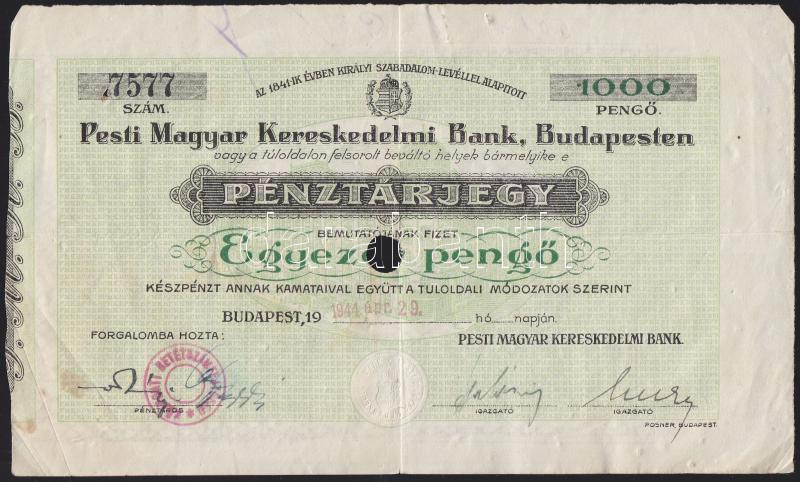 AZ 1841-IK ÉVBEN KIRÁLYI SZABADALOM-LEVÉLLEL ALAPITOTT
7577
SZÁM.
1000
PENGŐ.
Pesti Magyar Kereskedelmi Bank, Budapesten
vagy a túloldalon felsorolt beváltó helyek bármelyike e
PÉNZTÁRJEGY
BEMUTATÓJÁNAK FIZET
pengő
KÉSZPÉNZT ANNAK KAMATAIVAL EGYÜTT A TULOLDALI MÓDOZATOK SZERINT
BUDAPEST, 19 1944 29. hó napján.
FORGALOMBA HOZTA:
PESTI MAGYAR KERESKEDELMI BANK.
PÉNZTÁROS
IGAZGATÓ
IGAZGATÓ
POSNER, BUDAPEST.